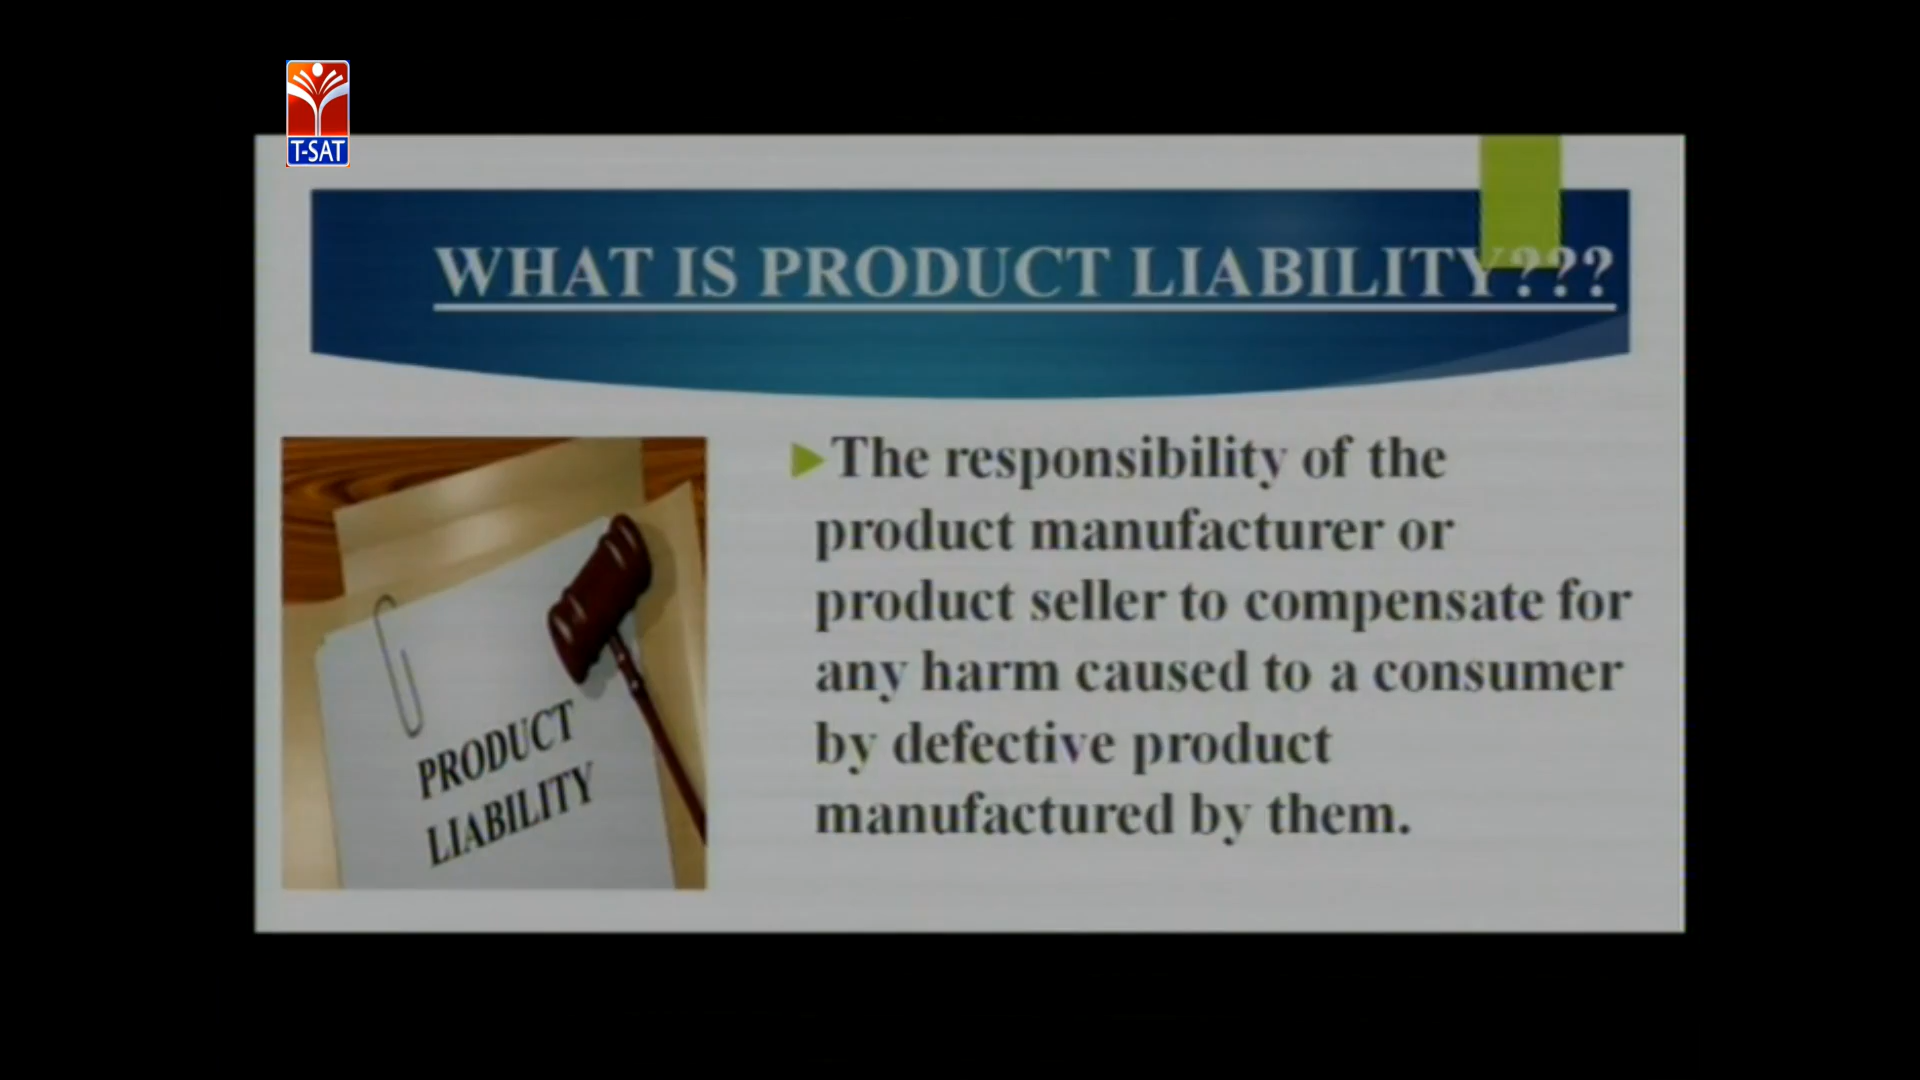 T-SAT
WHAT IS PRODUCT LIABILITY???
The responsibility of the
product manufacturer or
product seller to compensate for
any harm caused to a consumer
by defective product
manufactured by them.
PRODUCT
LIABILITY